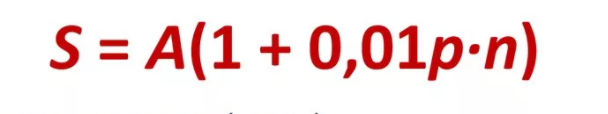 S = A(1 + 0,01p·n)